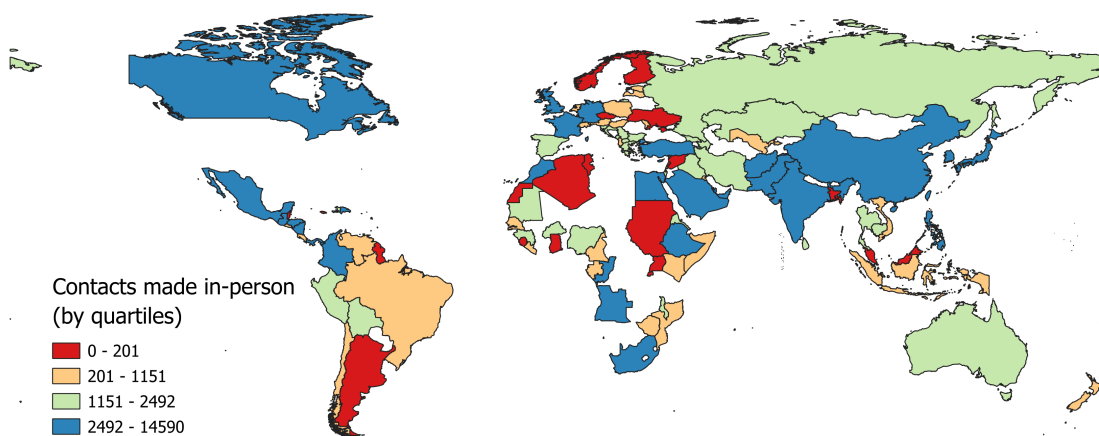 Contacts made in-person
(by quartiles)
0 - 201
201 - 1151
1151 - 2492
2492 - 14590